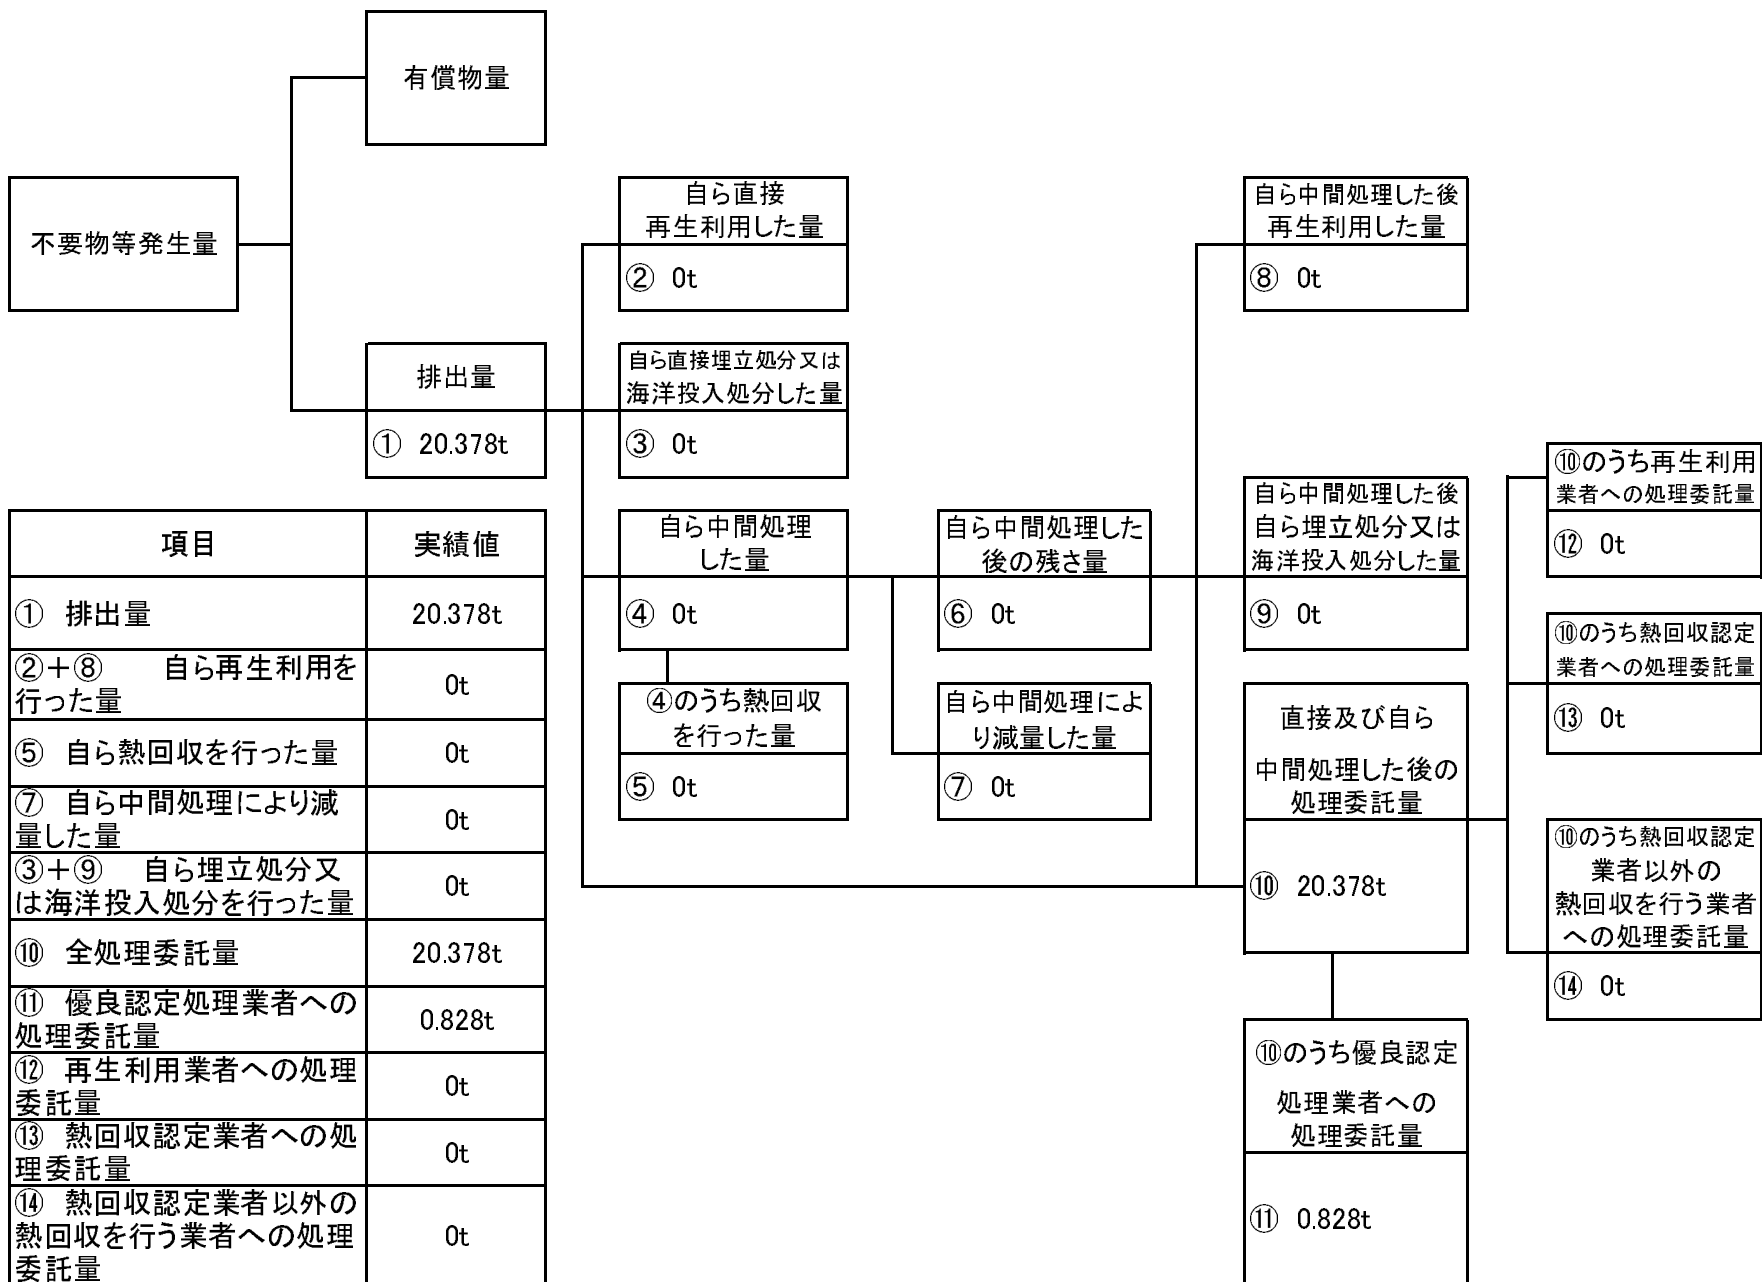 有償物量
不要物等発生量
自ら直接
再生利用した量
② 0t
自ら中間処理した後
再生利用した量
⑧ 0t
排出量
① 20.378t
自ら直接埋立処分又は
海洋投入処分した量
③ 0t
自ら中間処理
した量
④ 0t
自ら中間処理した
後の残さ量
⑥ 0t
自ら中間処理した後
自ら埋立処分又は
海洋投入処分した量
⑨ 0t
⑩のうち再生利用
業者への処理委託量
⑫ 0t
⑩のうち熱回収認定
業者への処理委託量
⑬ 0t
④のうち熱回収
を行った量
⑤ 0t
自ら中間処理によ
り減量した量
⑦ 0t
直接及び自ら
中間処理した後の
処理委託量
⑩ 20.378t
⑩のうち熱回収認定
業者以外の
熱回収を行う業者
への処理委託量
⑭ 0t
⑩のうち優良認定
処理業者への
処理委託量
⑪ 0.828t
項目 実績値
① 排出量 20.378t
②+⑧ 自ら再生利用を
行った量 0t
⑤ 自ら熱回収を行った量 0t
⑦ 自ら中間処理により減
量した量 0t
③+⑨ 自ら埋立処分又
は海洋投入処分を行った量 0t
⑩ 全処理委託量 20.378t
⑪ 優良認定処理業者への
処理委託量 0.828t
⑫ 再生利用業者への処理
委託量 0t
⑬ 熱回収認定業者への処
理委託量 0t
⑭ 熱回収認定業者以外の
熱回収を行う業者への処理
委託量 0t